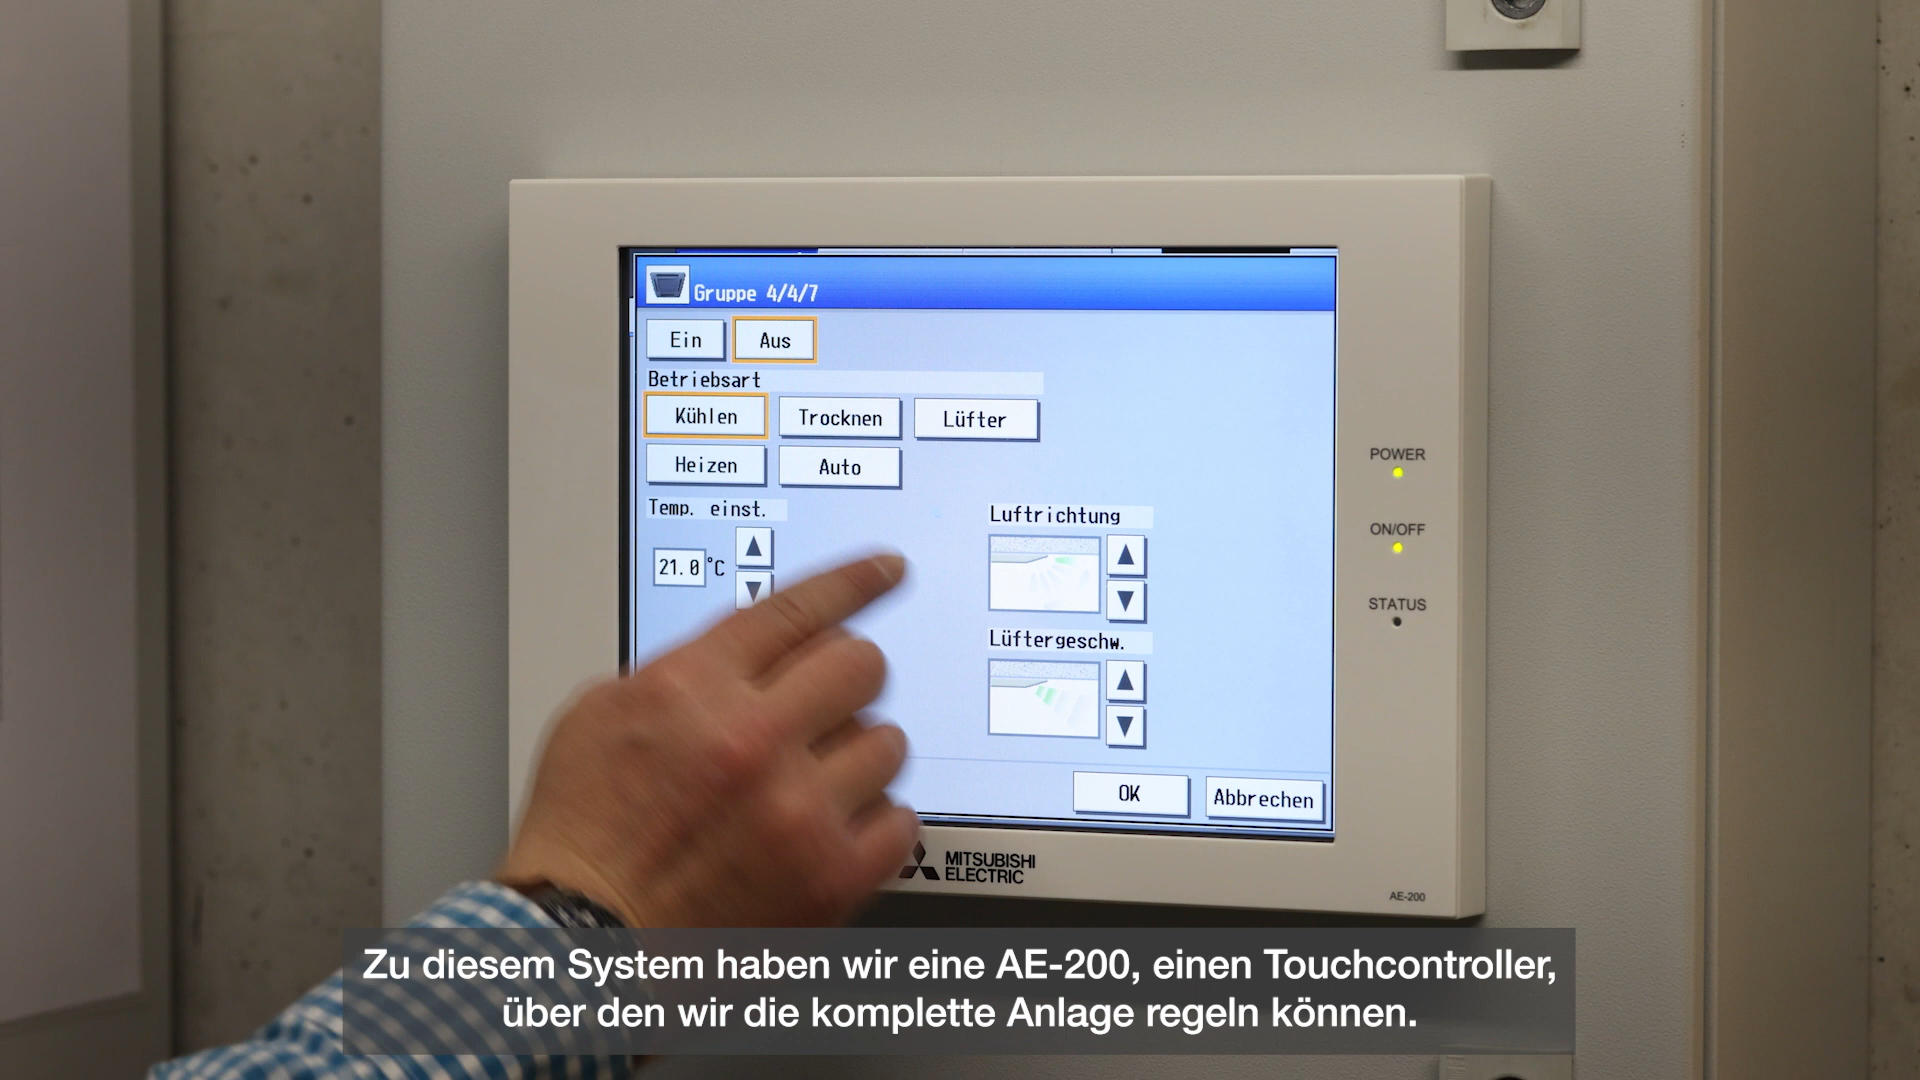 Gruppe 4/4/7
Ein Aus
Betriebsart
Kühlen Trocknen Lüfter
Heizen Auto
Temp. einst.
21.0 °C
Luftrichtung
Lüftergeschw.
OK Abbrechen
POWER
ON/OFF
STATUS
MITSUBISHI
ELECTRIC
AE-200
Zu diesem System haben wir eine AE-200, einen Touchcontroller,
über den wir die komplette Anlage regeln können.